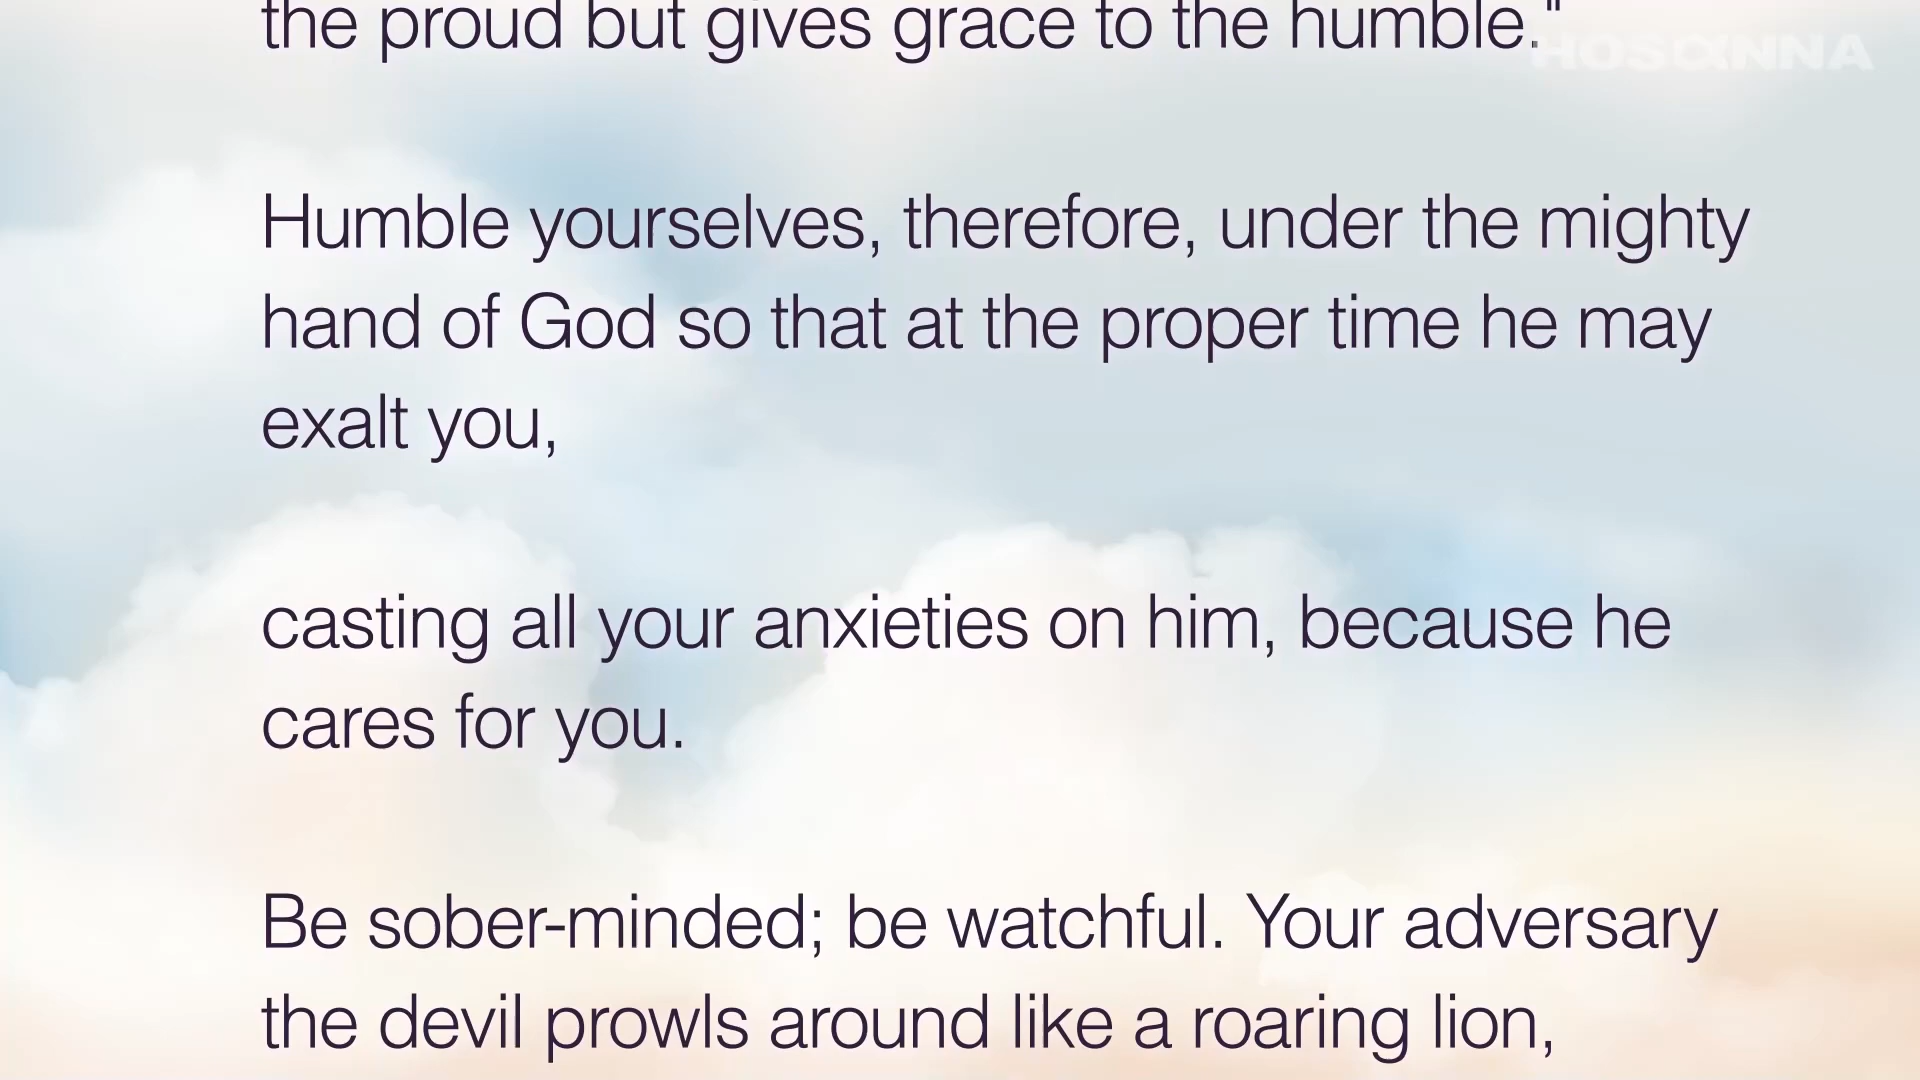 the proud but gives grace to the humble."
HOSANNA
Humble yourselves, therefore, under the mighty
hand of God so that at the proper time he may
exalt you,
casting all your anxieties on him, because he
cares for you.
Be sober-minded; be watchful. Your adversary
the devil prowls around like a roaring lion,